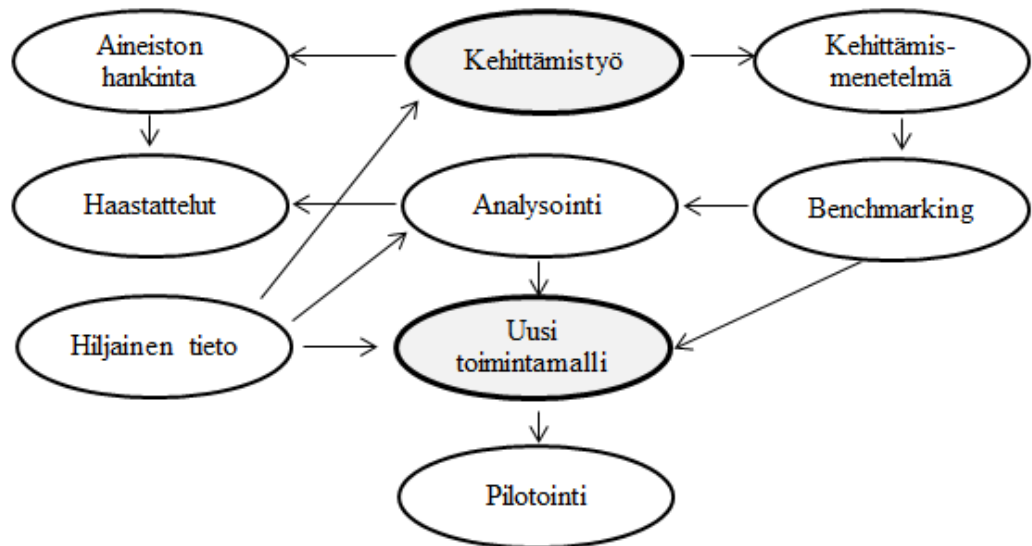 Aineiston
hankinta
Kehittämistyö
Kehittämis-
menetelmä
Haastattelut
Analysointi
Benchmarking
Hiljainen tieto
Uusi
toimintamalli
Pilotointi